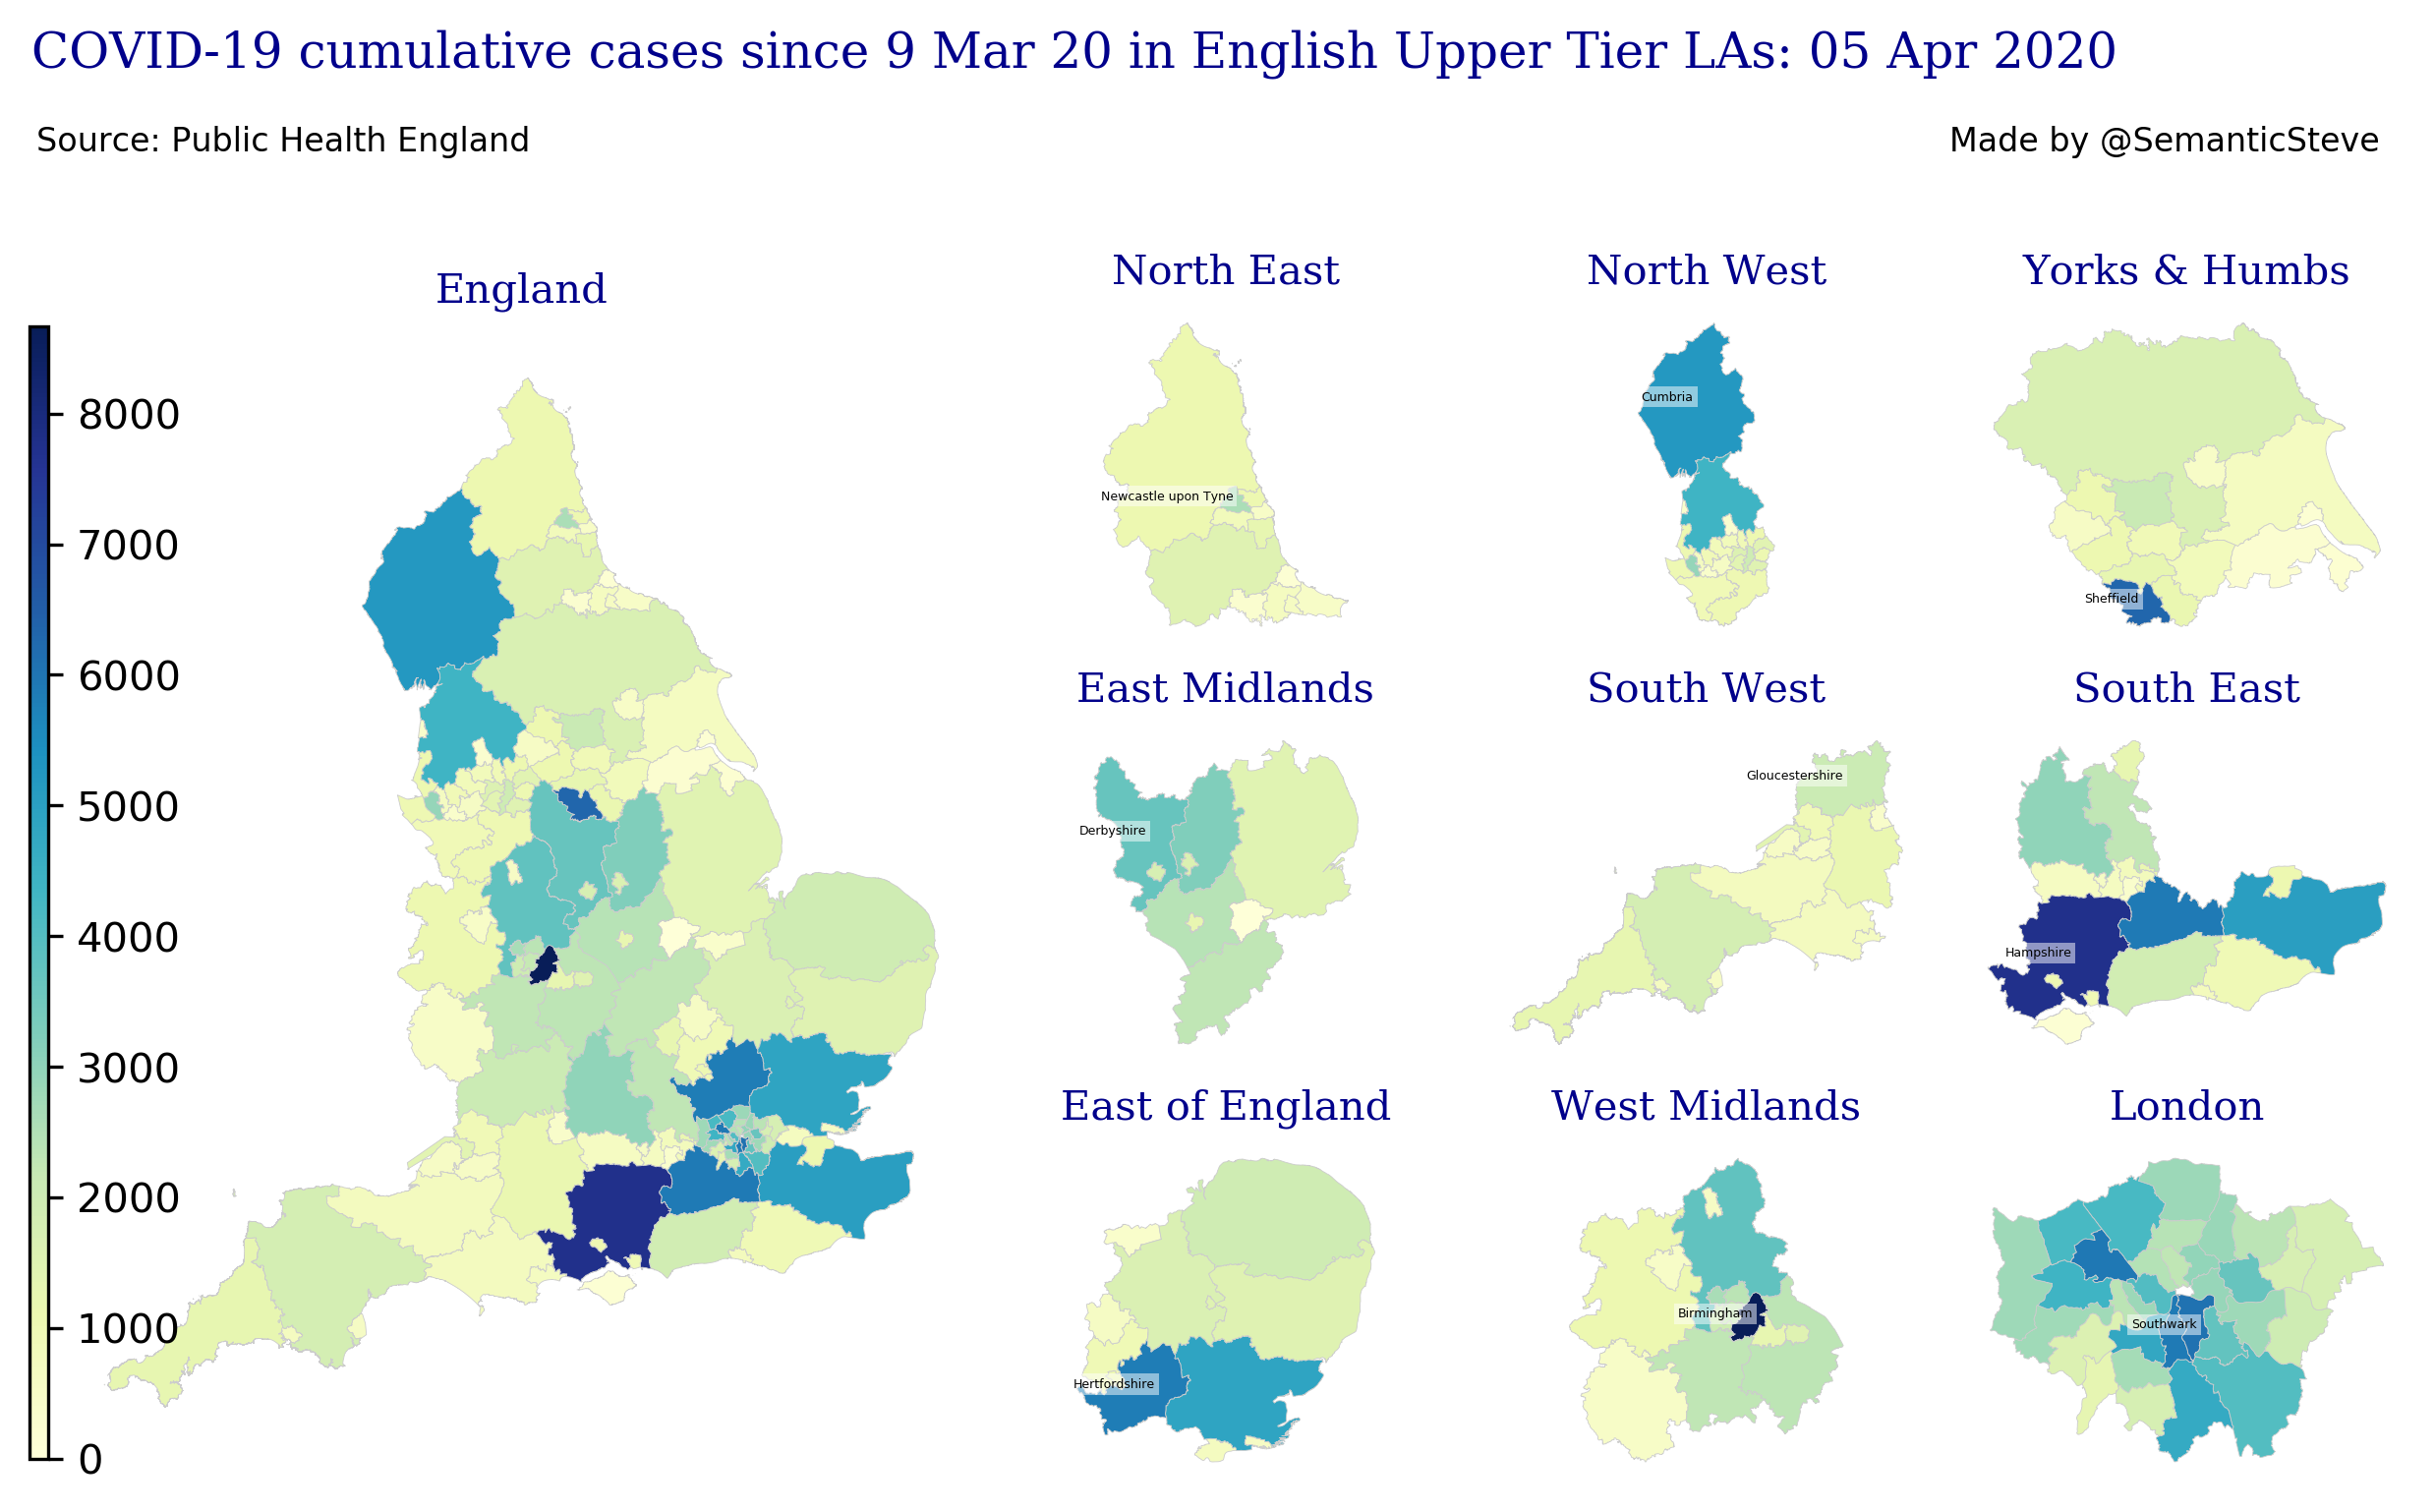 COVID-19 cumulative cases since 9 Mar 20 in English Upper Tier LAs: 05 Apr 2020
Source: Public Health England
Made by @SemanticSteve
England
8000
7000
6000
5000
4000
3000
2000
1000
0
North East
Newcastle upon Tyne
North West
Cumbria
Yorks & Humbs
Sheffield
East Midlands
Derbyshire
South West
Gloucestershire
South East
Hampshire
East of England
Hertfordshire
West Midlands
Birmingham
London
Southwark